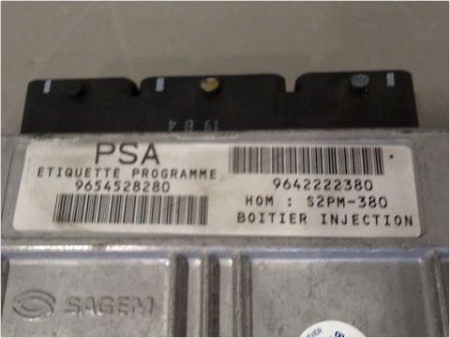 19 B 4
PSA
ETIQUETTE PROGRAMME
9654528280
9642222380
HOM : S2PM-380
BOITIER INJECTION
SAGEM